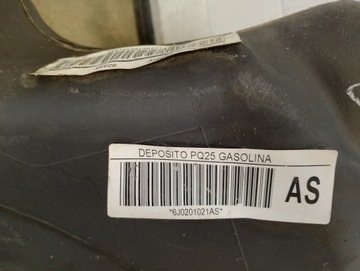 DEPOSITO PQ25 GASOLINA
AS
*6J0201021AS*